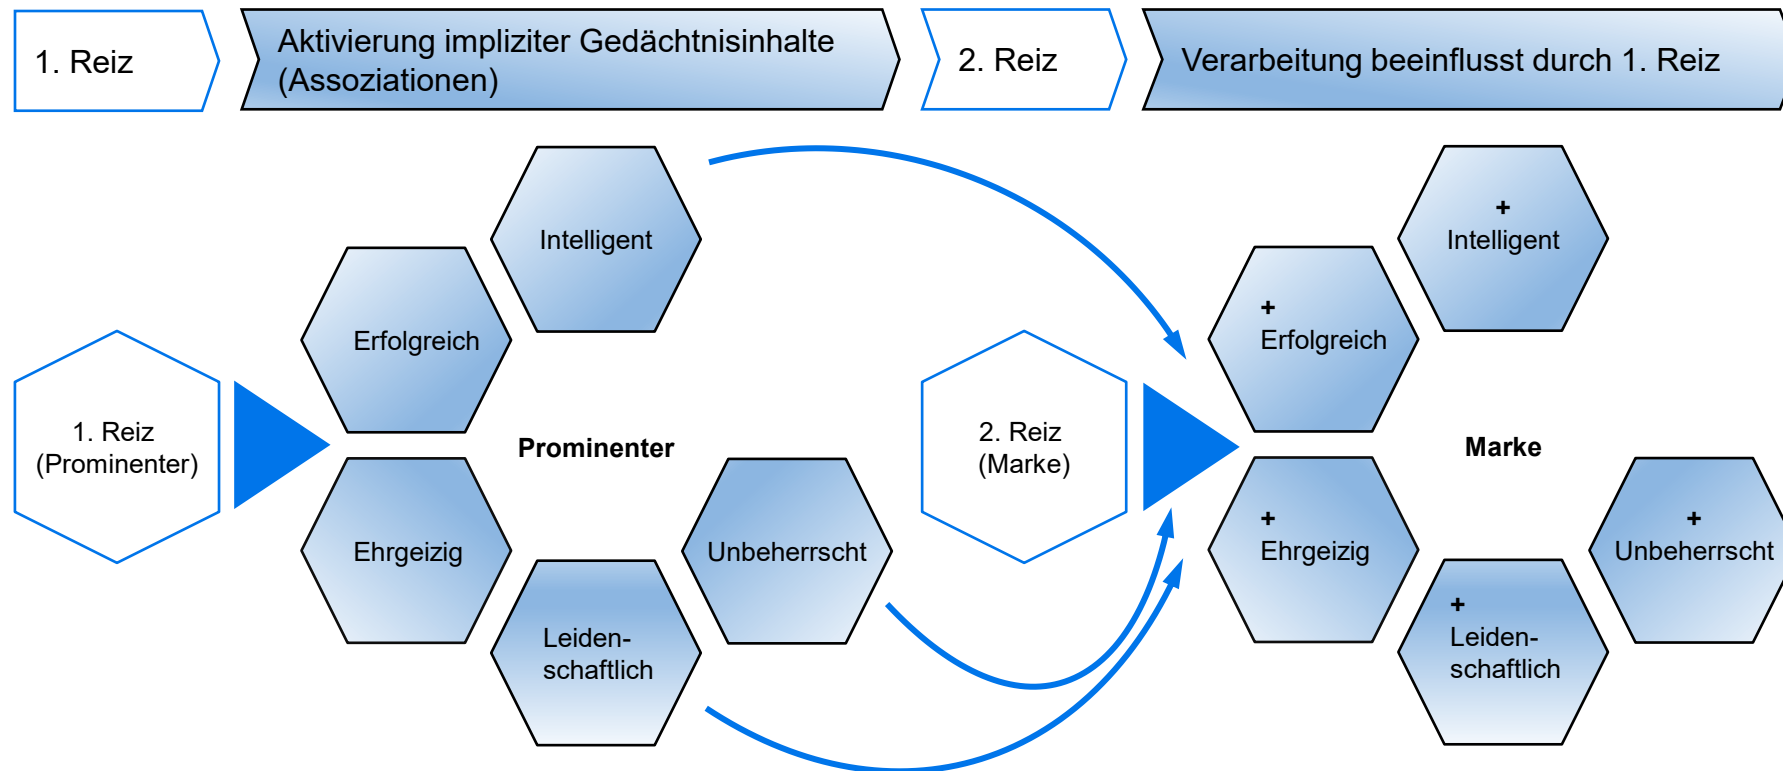 1. Reiz
Aktivierung impliziter Gedächtnisinhalte
(Assoziationen)
2. Reiz
Verarbeitung beeinflusst durch 1. Reiz
1. Reiz
(Prominenter)
Intelligent
Erfolgreich
Prominenter
Ehrgeizig
Unbeherrscht
Leiden-
schaftlich
2. Reiz
(Marke)
+
Intelligent
+
Erfolgreich
Marke
+
Ehrgeizig
+
Unbeherrscht
+
Leiden-
schaftlich